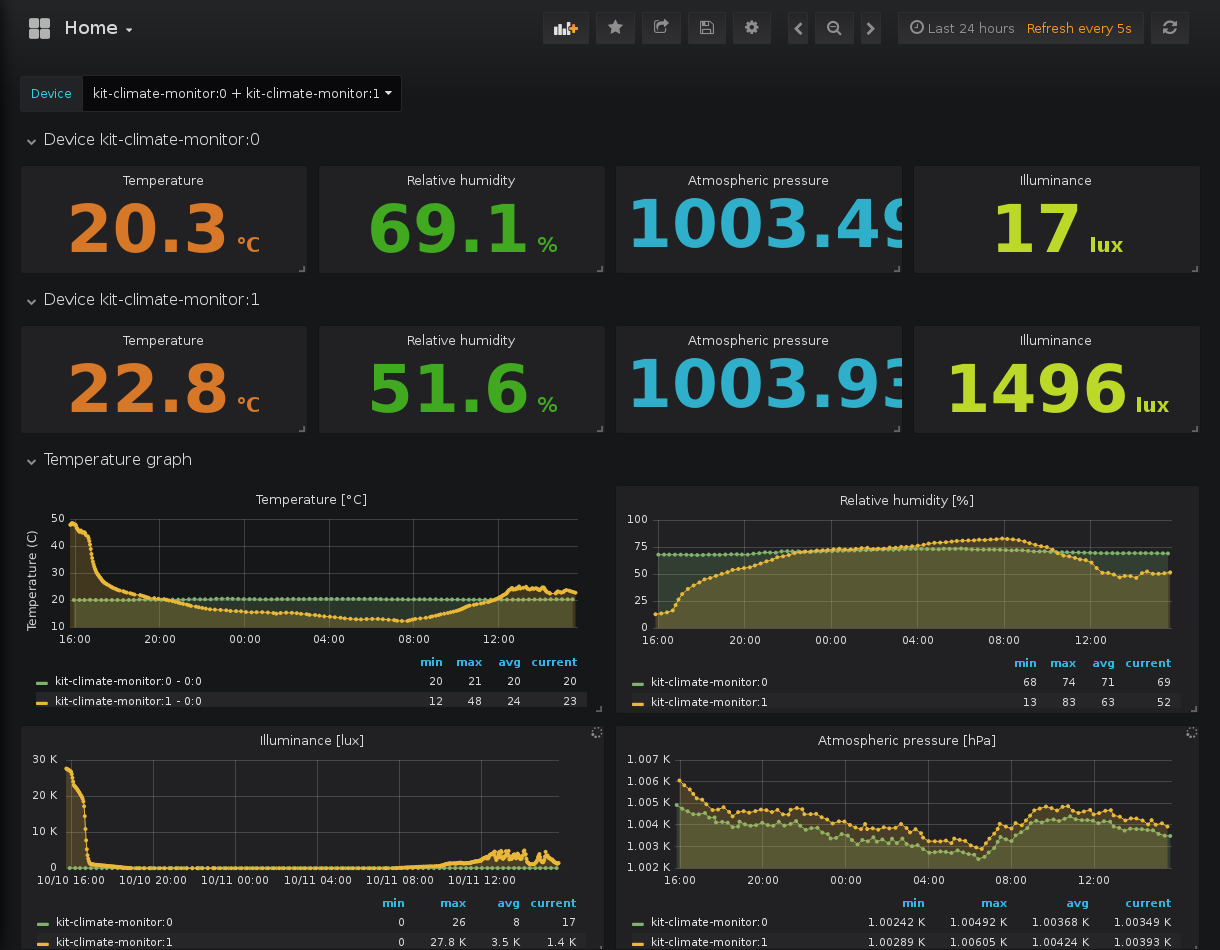 Home
Last 24 hours Refresh every 5s
Device kit-climate-monitor:0 + kit-climate-monitor:1
Device kit-climate-monitor:0
Temperature Relative humidity Atmospheric pressure Illuminance
20.3 °C 69.1 % 1003.49 17 lux
Device kit-climate-monitor:1
Temperature Relative humidity Atmospheric pressure Illuminance
22.8 °C 51.6 % 1003.93 1496 lux
Temperature graph
Temperature [°C]
Temperature (C)
50
40
30
20
10
16:00 20:00 00:00 04:00 08:00 12:00
min max avg current
kit-climate-monitor:0 - 0:0 20 21 20 20
kit-climate-monitor:1 - 0:0 12 48 24 23
Relative humidity [%]
100
75
50
25
0
16:00 20:00 00:00 04:00 08:00 12:00
min max avg current
kit-climate-monitor:0 68 74 71 69
kit-climate-monitor:1 13 83 63 52
Illuminance [lux]
30 K
20 K
10 K
0
10/10 16:00 10/10 20:00 10/11 00:00 10/11 04:00 10/11 08:00 10/11 12:00
min max avg current
kit-climate-monitor:0 0 26 8 17
kit-climate-monitor:1 0 27.8 K 3.5 K 1.4 K
Atmospheric pressure [hPa]
1.007 K
1.006 K
1.005 K
1.004 K
1.003 K
1.002 K
16:00 20:00 00:00 04:00 08:00 12:00
min max avg current
kit-climate-monitor:0 1.00242 K 1.00492 K 1.00368 K 1.00349 K
kit-climate-monitor:1 1.00289 K 1.00605 K 1.00424 K 1.00393 K